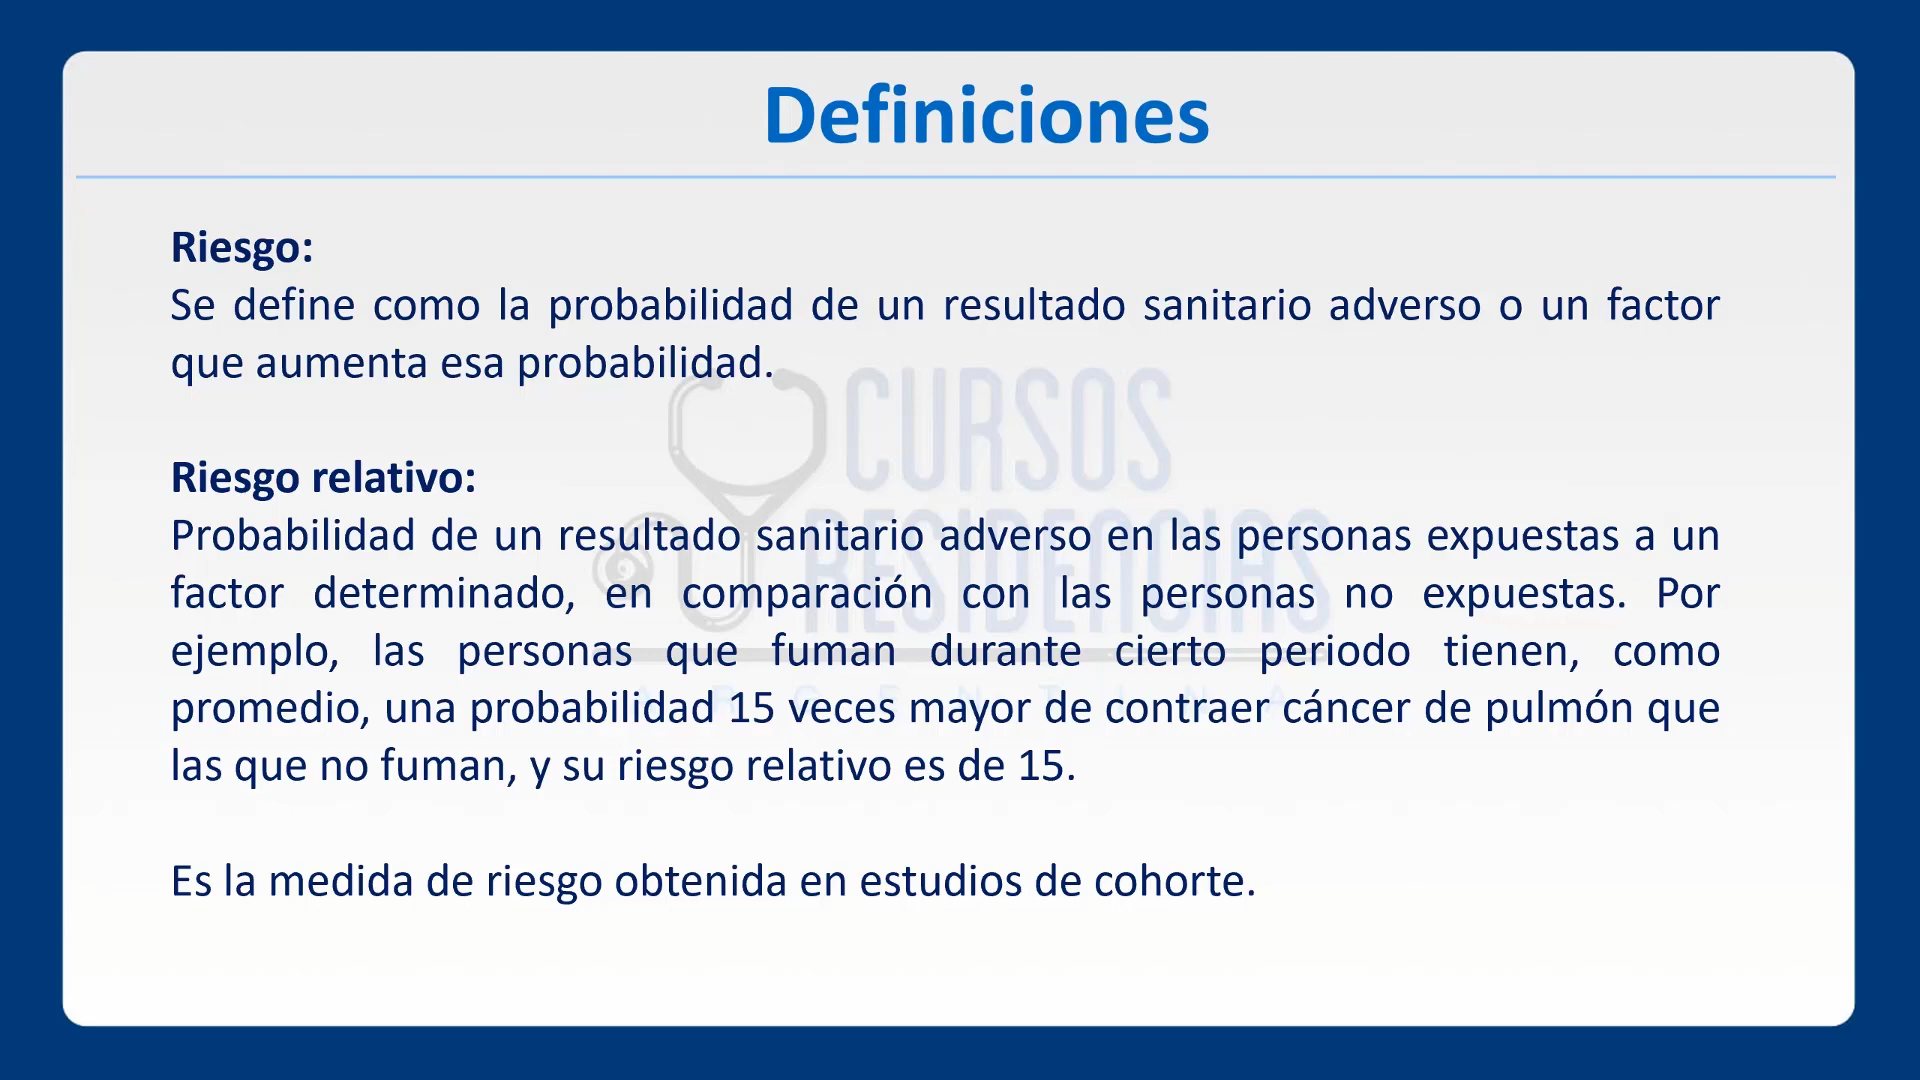 Definiciones
Riesgo:
Se define como la probabilidad de un resultado sanitario adverso o un factor
que aumenta esa probabilidad.
Riesgo relativo:
Probabilidad de un resultado sanitario adverso en las personas expuestas a un
factor determinado, en comparación con las personas no expuestas. Por
ejemplo, las personas que fuman durante cierto periodo tienen, como
promedio, una probabilidad 15 veces mayor de contraer cáncer de pulmón que
las que no fuman, y su riesgo relativo es de 15.
Es la medida de riesgo obtenida en estudios de cohorte.
CURSOS
RESIDENCIAS
ARGENTINA